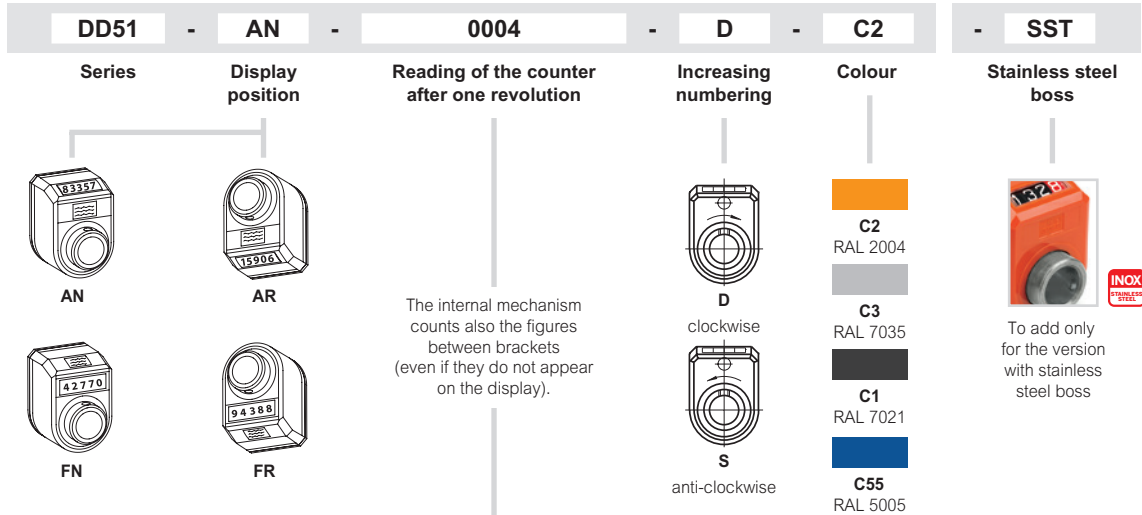 DD51 - AN - 0004 - D - C2 - SST
Series
Display
position
Reading of the counter
after one revolution
Increasing
numbering
Colour
Stainless steel
boss
83357
AN
15906
AR
42770
FN
94388
FR
The internal mechanism
counts also the figures
between brackets
(even if they do not appear
on the display).
D
clockwise
S
anti-clockwise
C2
RAL 2004
C3
RAL 7035
C1
RAL 7021
C55
RAL 5005
1328
INOX
STAINLESS
STEEL
To add only
for the version
with stainless
steel boss